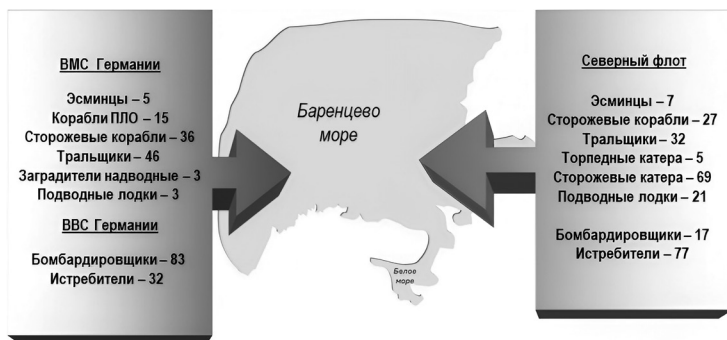 ВМС Германии
Эсминцы – 5
Корабли ПЛО – 15
Сторожевые корабли – 36
Тральщики – 46
Заградители надводные – 3
Подводные лодки – 3
ВВС Германии
Бомбардировщики – 83
Истребители – 32
Баренцево
море
Белое
море
Северный флот
Эсминцы – 7
Сторожевые корабли – 27
Тральщики – 32
Торпедные катера – 5
Сторожевые катера – 69
Подводные лодки – 21
Бомбардировщики – 17
Истребители – 77